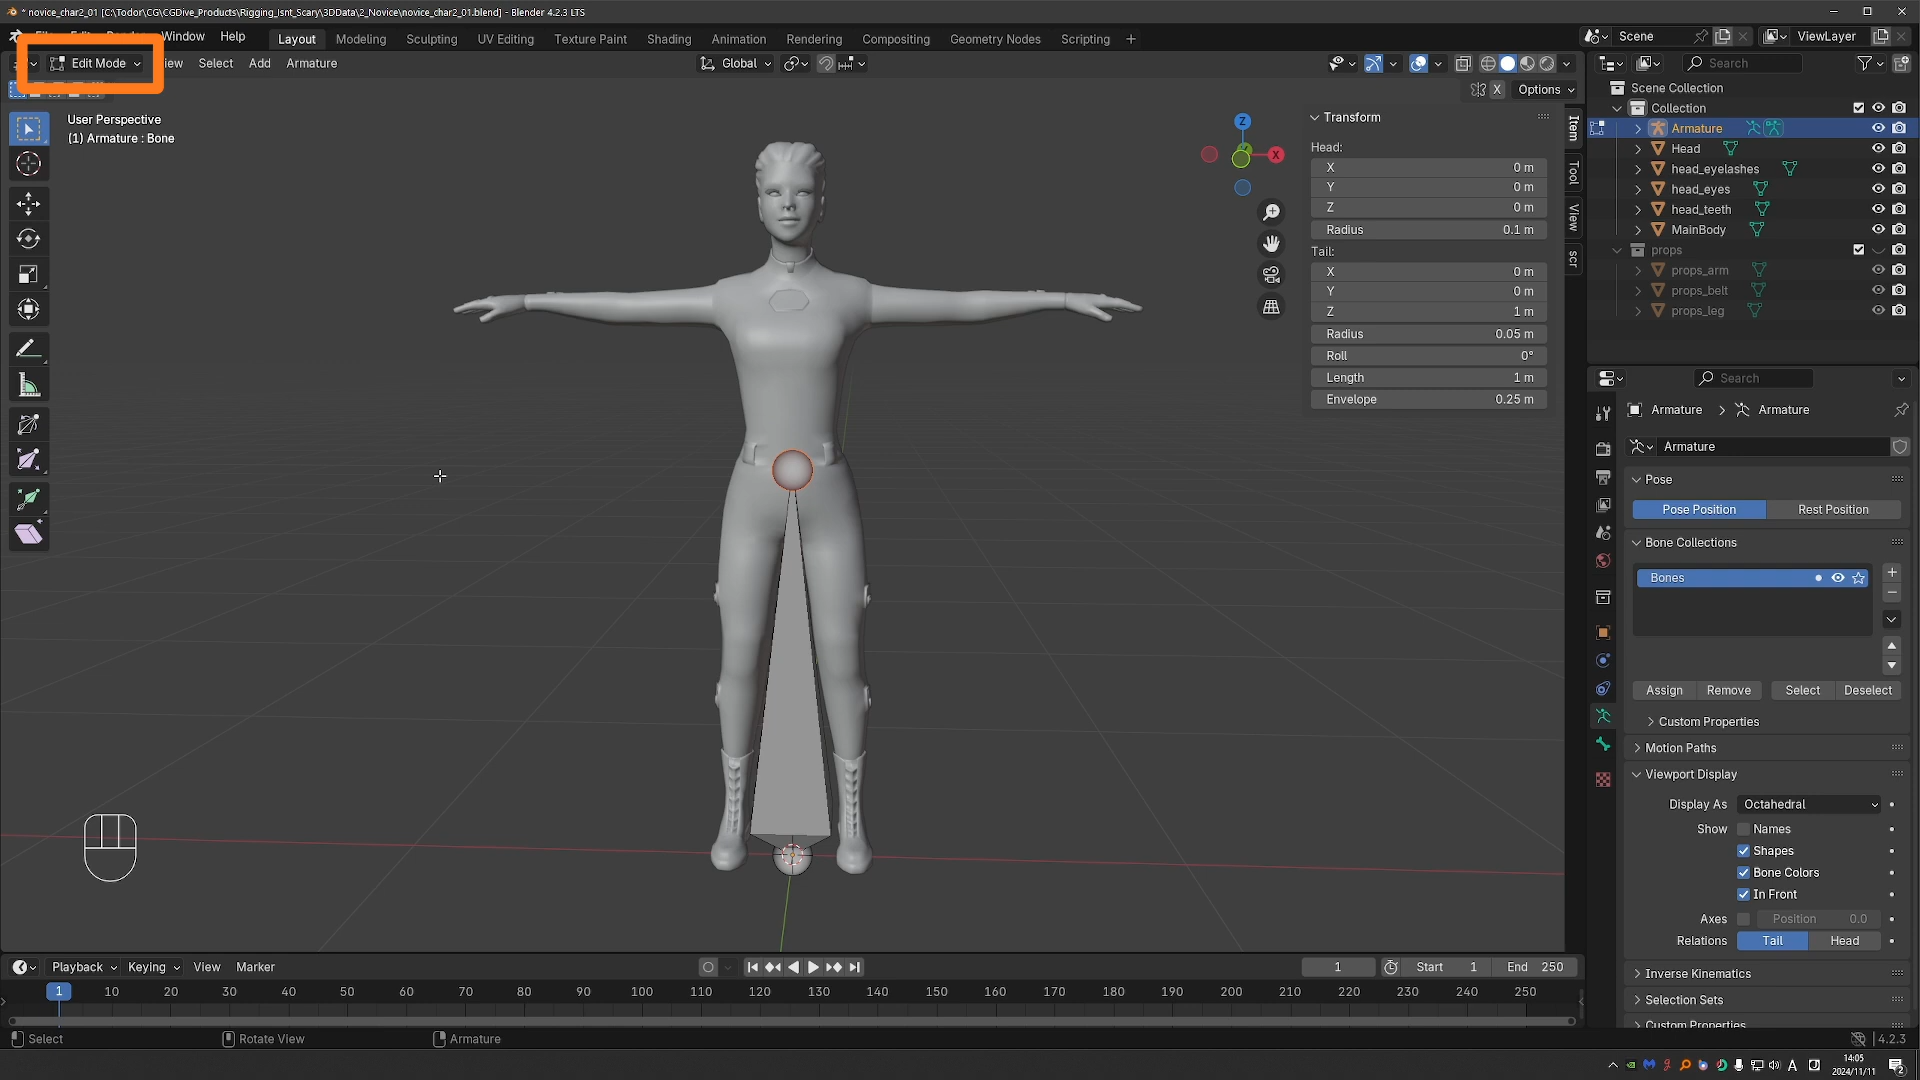 * novice_char2_01 [C:\Todor\CG\CGDive_Products\Rigging_Isnt_Scary\3DData\2_Novice\novice_char2_01.blend] - Blender 4.2.3 LTS
Window Help Layout Modeling Sculpting UV Editing Texture Paint Shading Animation Rendering Compositing Geometry Nodes Scripting + Scene ViewLayer
Edit Mode Select Add Armature Global Search
X Options
User Perspective
(1) Armature : Bone
Z
X
Transform
Head:
X 0 m
Y 0 m
Z 0 m
Radius 0.1 m
Tail:
X 0 m
Y 0 m
Z 1 m
Radius 0.05 m
Roll 0°
Length 1 m
Envelope 0.25 m
Item
Tool
View
scr
Scene Collection
Collection
Armature
Head
head_eyelashes
head_eyes
head_teeth
MainBody
props
props_arm
props_belt
props_leg
Search
Armature > Armature
Armature
Pose
Pose Position Rest Position
Bone Collections
Bones
Assign Remove Select Deselect
Custom Properties
Motion Paths
Viewport Display
Display As Octahedral
Show Names
Shapes
Bone Colors
In Front
Axes Position 0.0
Relations Tail Head
Inverse Kinematics
Selection Sets
Custom Properties
Playback Keying View Marker 1 Start 1 End 250
1 10 20 30 40 50 60 70 80 90 100 110 120 130 140 150 160 170 180 190 200 210 220 230 240 250
Select Rotate View Armature 4.2.3
A 14:05
2024/11/11 2